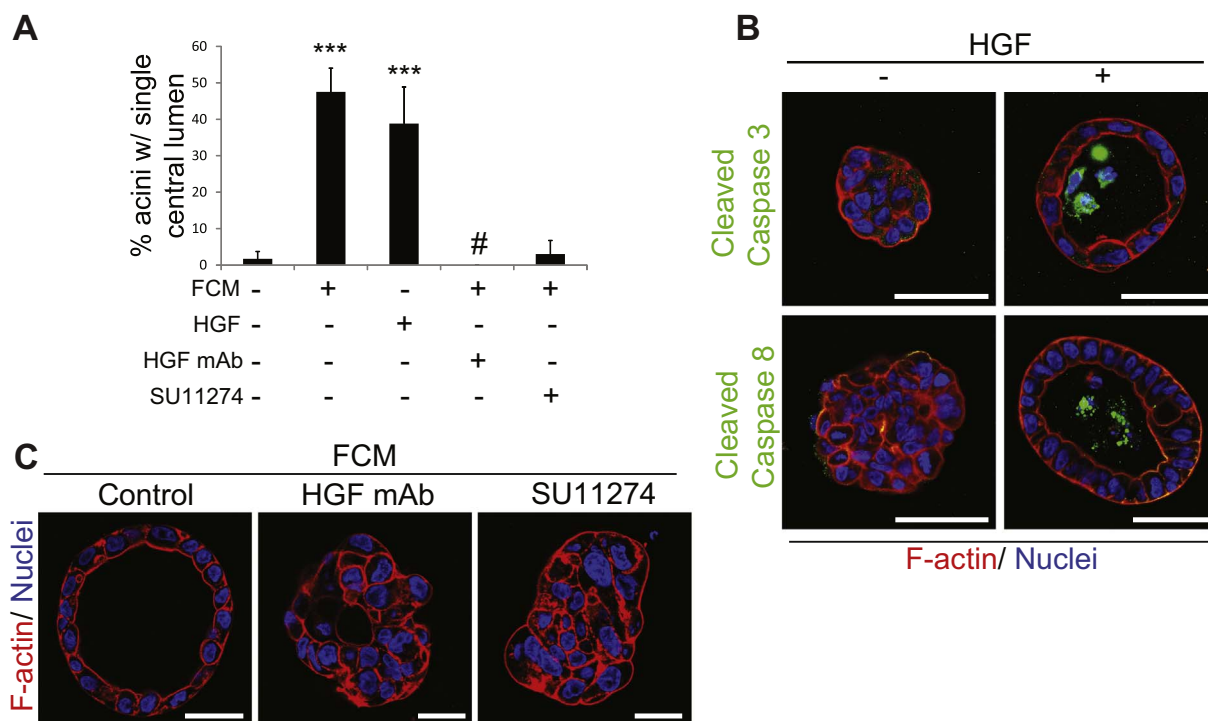 A
% acini w/ single
central lumen
60
50
40
30
20
10
0
*** *** #
FCM - + - + +
HGF - - + - -
HGF mAb - - - + -
SU11274 - - - - +
B
HGF
- +
Cleaved
Caspase 3
Cleaved
Caspase 8
F-actin/ Nuclei
C
FCM
Control HGF mAb SU11274
F-actin/ Nuclei